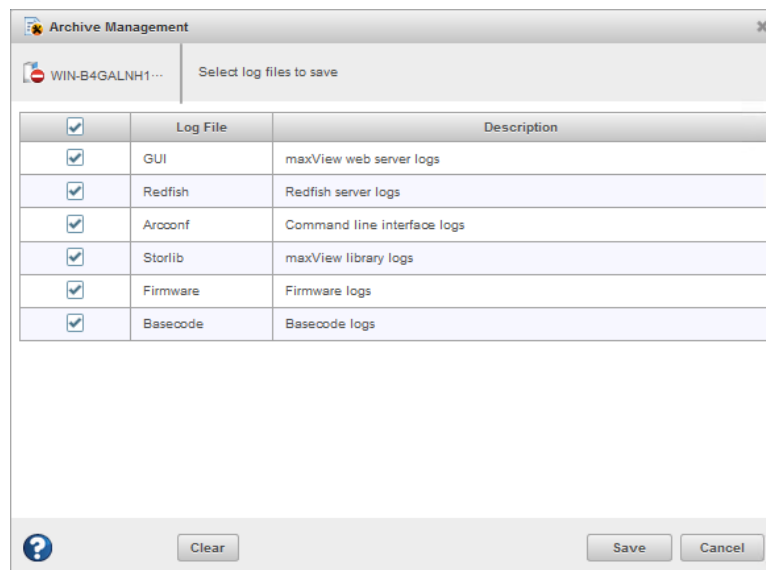 Archive Management
WIN-B4GALNH1... Select log files to save
Log File Description
GUI maxView web server logs
Redfish Redfish server logs
Arcconf Command line interface logs
Storlib maxView library logs
Firmware Firmware logs
Basecode Basecode logs
? Clear Save Cancel